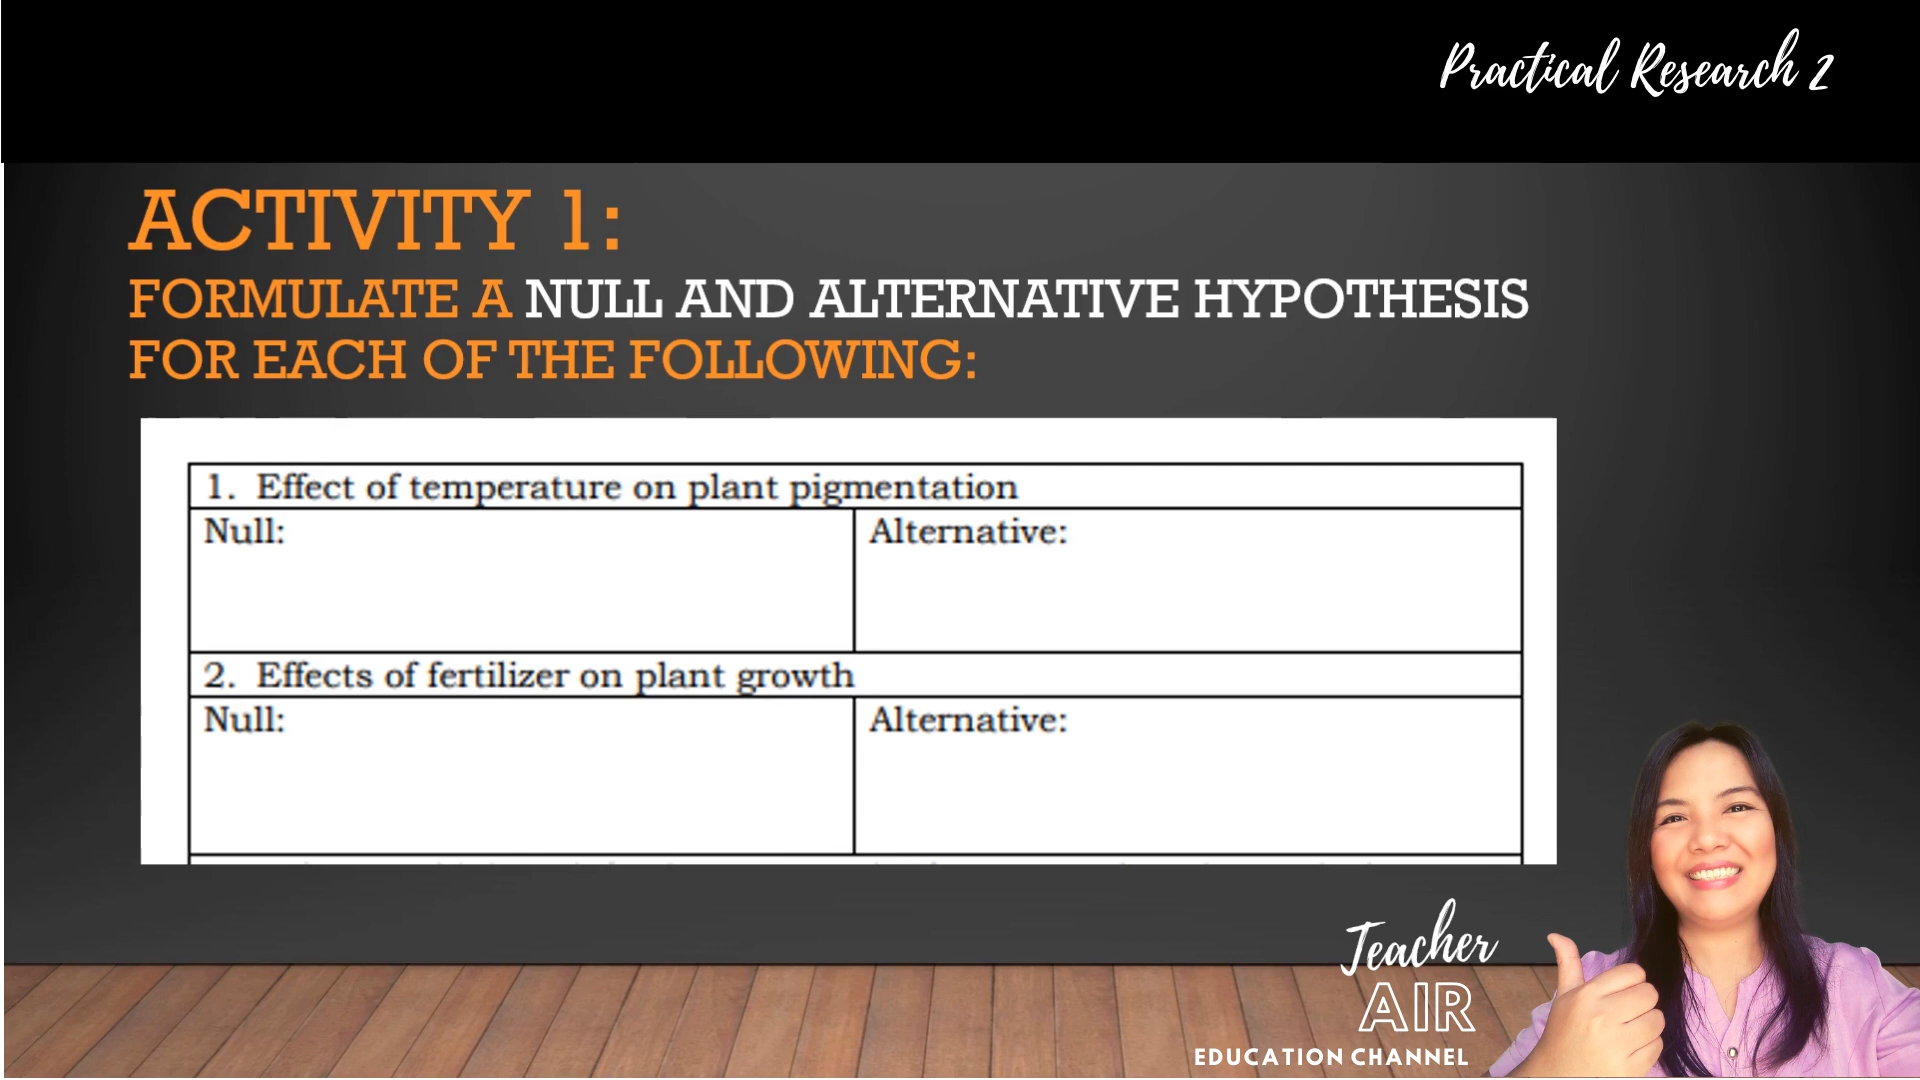 Practical Research 2
ACTIVITY 1:
FORMULATE A NULL AND ALTERNATIVE HYPOTHESIS
FOR EACH OF THE FOLLOWING:
1. Effect of temperature on plant pigmentation
Null:
Alternative:
2. Effects of fertilizer on plant growth
Null:
Alternative:
Teacher
AIR
EDUCATION CHANNEL